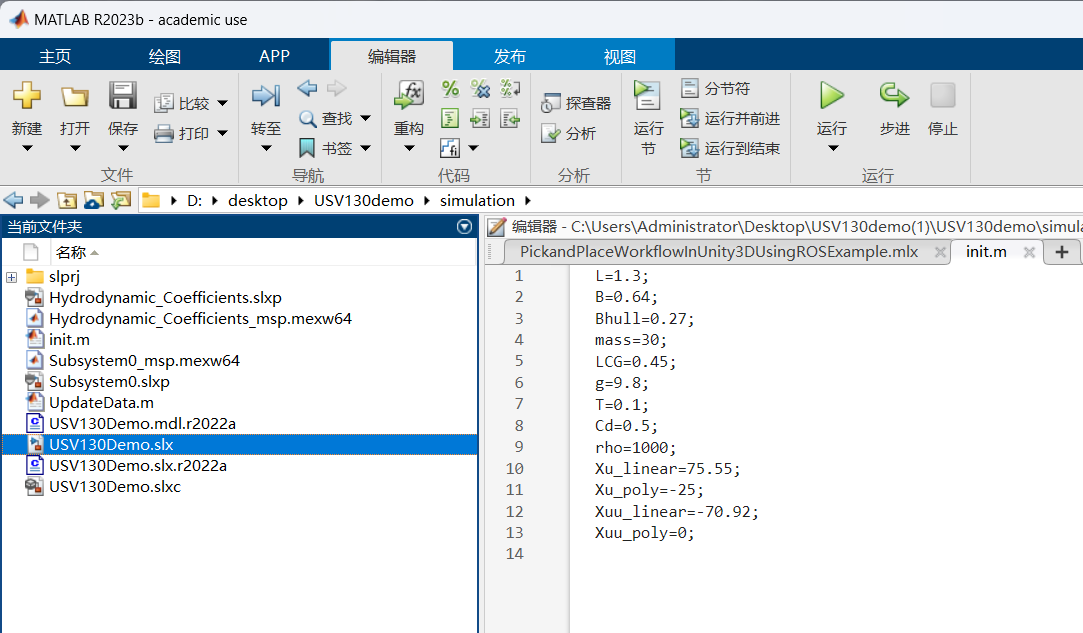 MATLAB R2023b - academic use
主页 绘图 APP 编辑器 发布 视图
新建 打开 保存 比较 打印
文件
转至 查找 书签
导航
重构
代码
探查器
分析
分析
运行节
分节符
运行并前进
运行到结束
节
运行 步进 停止
运行
D: desktop USV130demo simulation
当前文件夹
名称
slprj
Hydrodynamic_Coefficients.slxp
Hydrodynamic_Coefficients_msp.mexw64
init.m
Subsystem0_msp.mexw64
Subsystem0.slxp
UpdateData.m
USV130Demo.mdl.r2022a
USV130Demo.slx
USV130Demo.slx.r2022a
USV130Demo.slxc
编辑器 - C:\Users\Administrator\Desktop\USV130demo(1)\USV130demo\simula
PickandPlaceWorkflowInUnity3DUsingROSExample.mlx init.m
1 L=1.3;
2 B=0.64;
3 Bhull=0.27;
4 mass=30;
5 LCG=0.45;
6 g=9.8;
7 T=0.1;
8 Cd=0.5;
9 rho=1000;
10 Xu_linear=75.55;
11 Xu_poly=-25;
12 Xuu_linear=-70.92;
13 Xuu_poly=0;
14